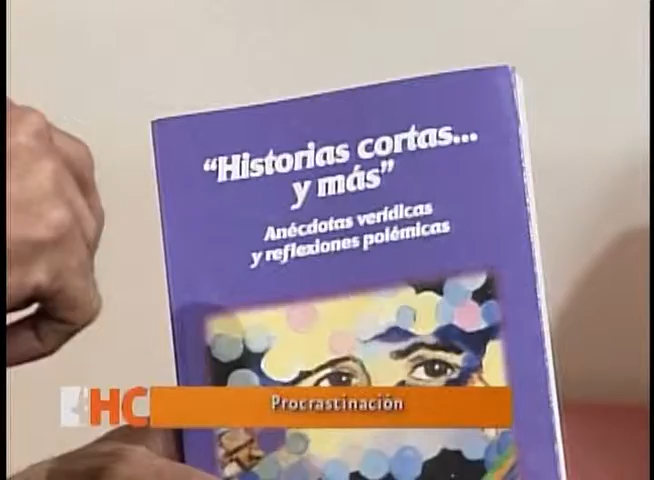 "Historias cortas...
y más"
Anécdotas verídicas
y reflexiones polémicas
HC
Procrastinación